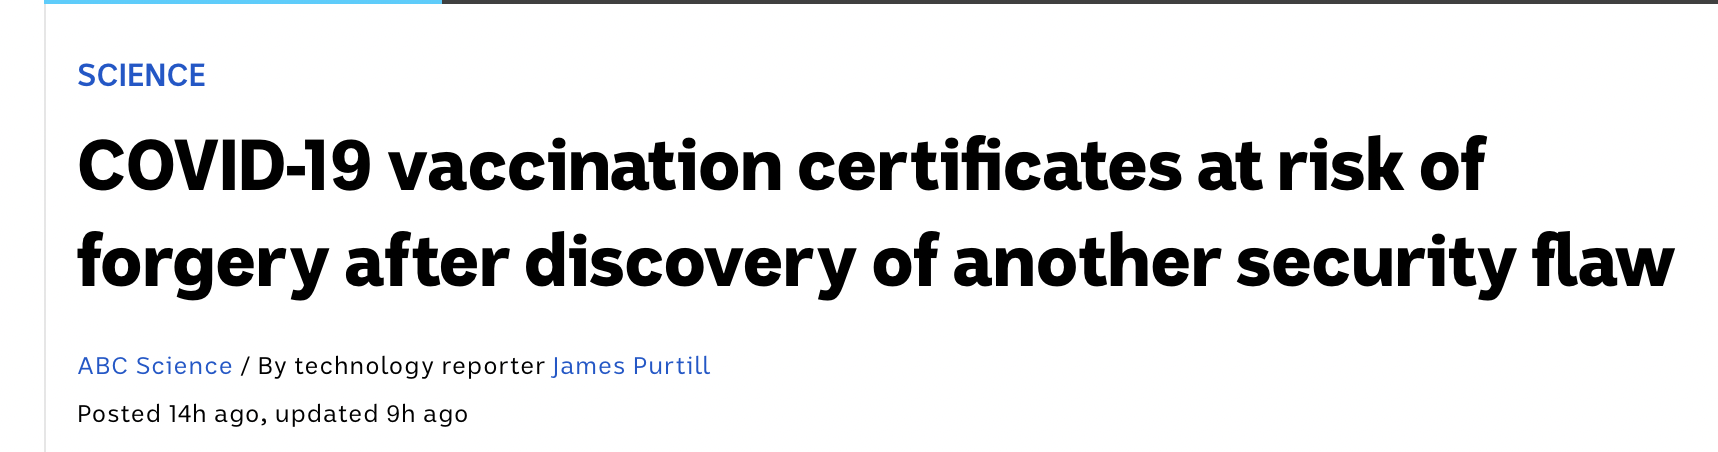 SCIENCE
COVID-19 vaccination certificates at risk of
forgery after discovery of another security flaw
ABC Science / By technology reporter James Purtill
Posted 14h ago, updated 9h ago